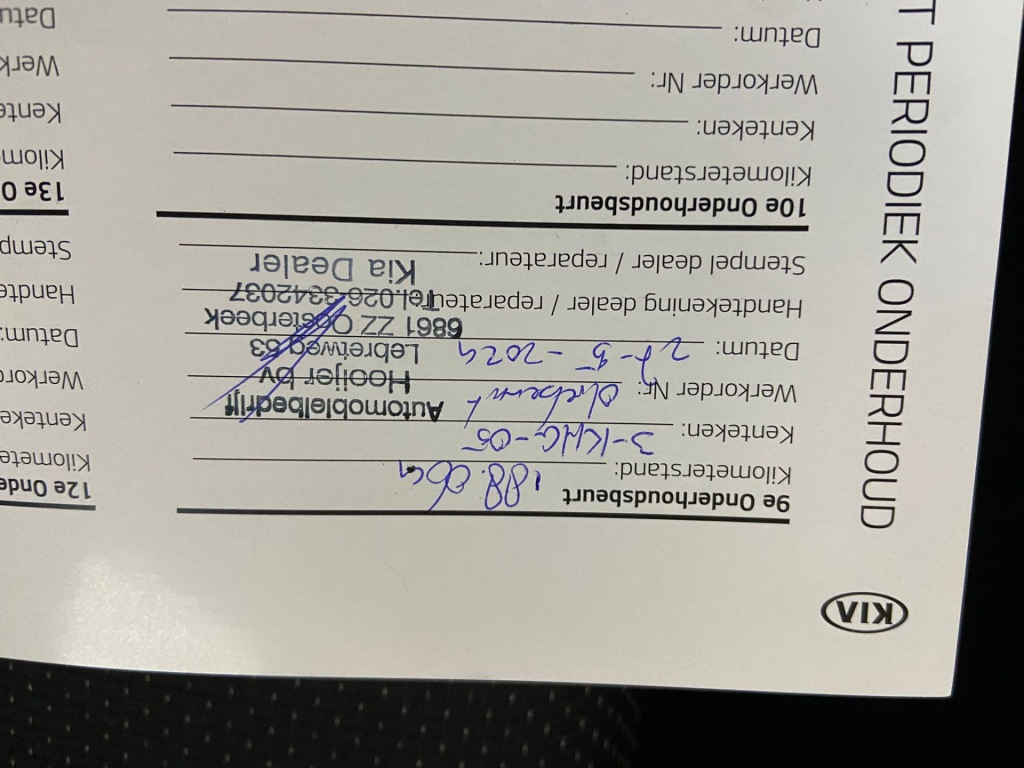 KIA
T PERIODIEK ONDERHOUD
9e Onderhoudsbeurt
Kilometerstand: 188.064
Kenteken: 3-KHG-05
Werkorder Nr:
Datum: 27-5-2024
Handtekening dealer / reparateur:
Stempel dealer / reparateur:
Automobielbedrijf
Hooijer bv
Lebretweg 53
6861 ZZ Oosterbeek
Tel.026-3342037
Kia Dealer
10e Onderhoudsbeurt
Kilometerstand:
Kenteken:
Werkorder Nr:
Datum:
12e Onde
Kilomete
Kenteke
Werkord
Datum:
Handte
Stempe
13e O
Kilom
Kente
Werk
Datu